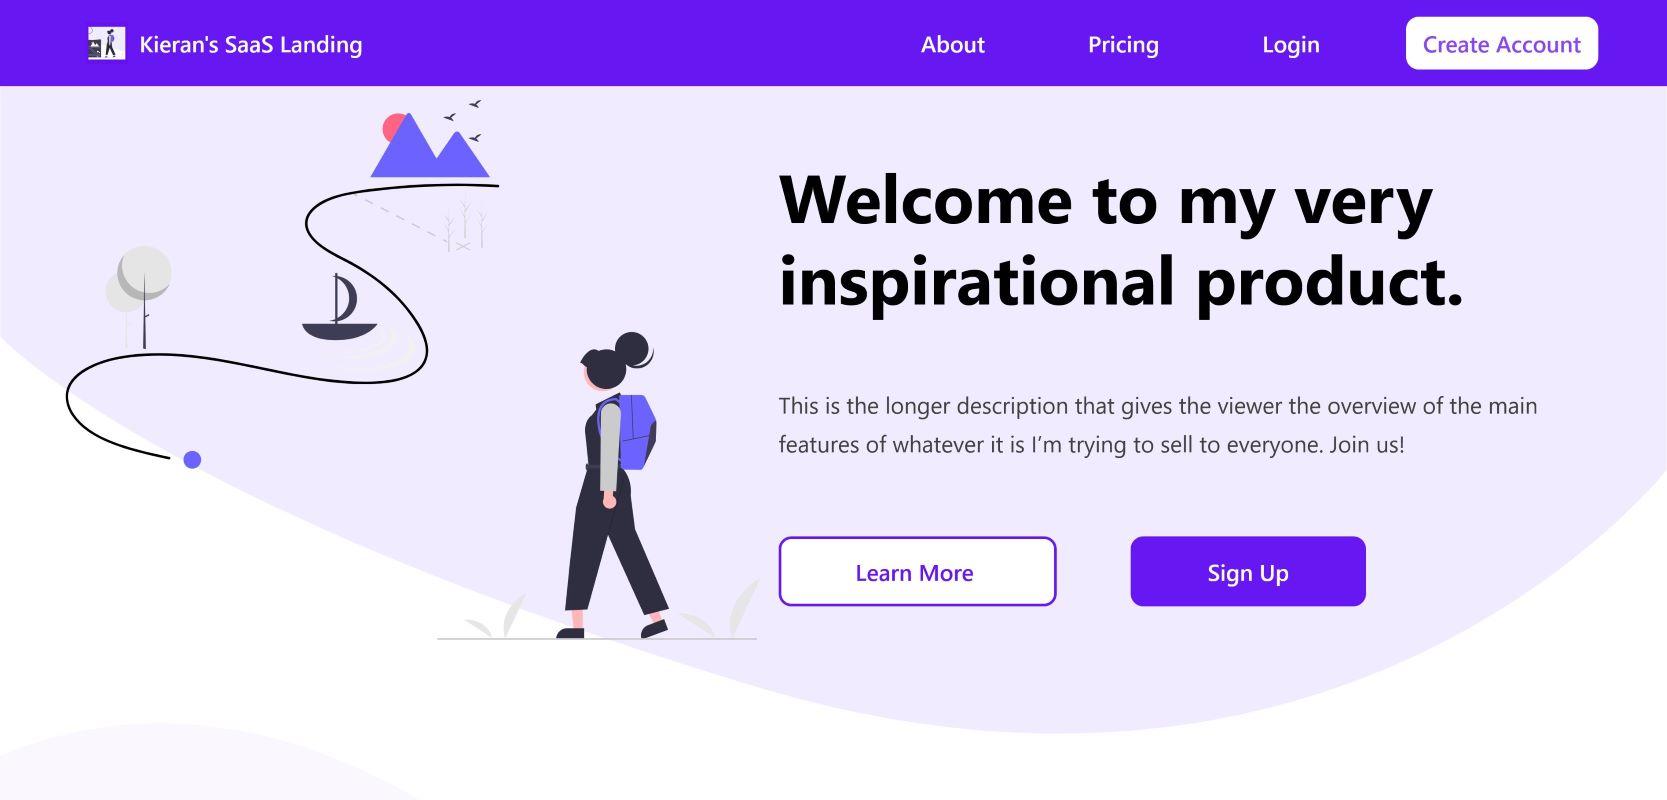 Kieran's SaaS Landing
About
Pricing
Login
Create Account
Welcome to my very
inspirational product.
This is the longer description that gives the viewer the overview of the main
features of whatever it is I’m trying to sell to everyone. Join us!
Learn More
Sign Up